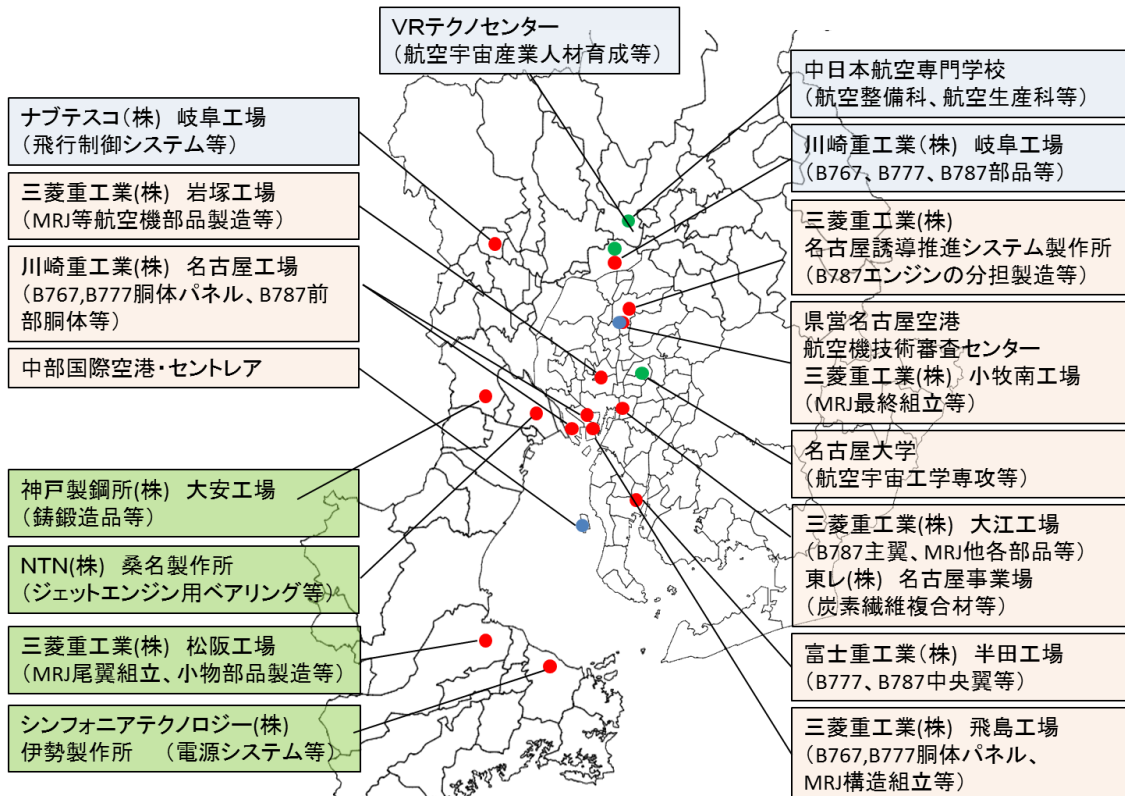 VRテクノセンター
（航空宇宙産業人材育成等）
ナブテスコ（株）　岐阜工場
（飛行制御システム等）
三菱重工業(株)　岩塚工場
（MRJ等航空機部品製造等）
川崎重工業（株）　名古屋工場
（B767,B777胴体パネル、B787前
部胴体等）
中部国際空港・セントレア
神戸製鋼所(株)　大安工場
（鋳鍛造品等）
NTN(株)　桑名製作所
（ジェットエンジン用ベアリング等）
三菱重工業(株)　松阪工場
（MRJ尾翼組立、小物部品製造等）
シンフォニアテクノロジー(株)
伊勢製作所　（電源システム等）
中日本航空専門学校
（航空整備科、航空生産科等）
川崎重工業（株）　岐阜工場
（B767、B777、B787部品等）
三菱重工業(株)
名古屋誘導推進システム製作所
（B787エンジンの分担製造等）
県営名古屋空港
航空機技術審査センター
三菱重工業（株）　小牧南工場
（MRJ最終組立等）
名古屋大学
（航空宇宙工学専攻等）
三菱重工業（株）　大江工場
（B787主翼、MRJ他各部品等）
東レ(株)　名古屋事業場
（炭素繊維複合材等）
富士重工業（株）　半田工場
（B777、B787中央翼等）
三菱重工業（株）　飛島工場
（B767,B777胴体パネル、
MRJ構造組立等）